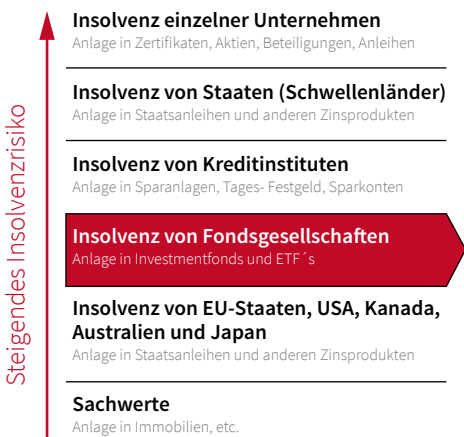 Insolvenz einzelner Unternehmen
Anlage in Zertifikaten, Aktien, Beteiligungen, Anleihen
Insolvenz von Staaten (Schwellenländer)
Anlage in Staatsanleihen und anderen Zinsprodukten
Insolvenz von Kreditinstituten
Anlage in Sparanlagen, Tages- Festgeld, Sparkonten
Insolvenz von Fondsgesellschaften
Anlage in Investmentfonds und ETF´s
Insolvenz von EU-Staaten, USA, Kanada,
Australien und Japan
Anlage in Staatsanleihen und anderen Zinsprodukten
Sachwerte
Anlage in Immobilien, etc.
Steigendes Insolvenzrisiko